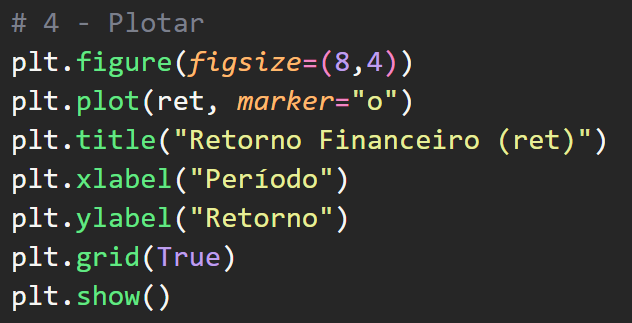 # 4 - Plotar
plt.figure(figsize=(8,4))
plt.plot(ret, marker="o")
plt.title("Retorno Financeiro (ret)")
plt.xlabel("Período")
plt.ylabel("Retorno")
plt.grid(True)
plt.show()